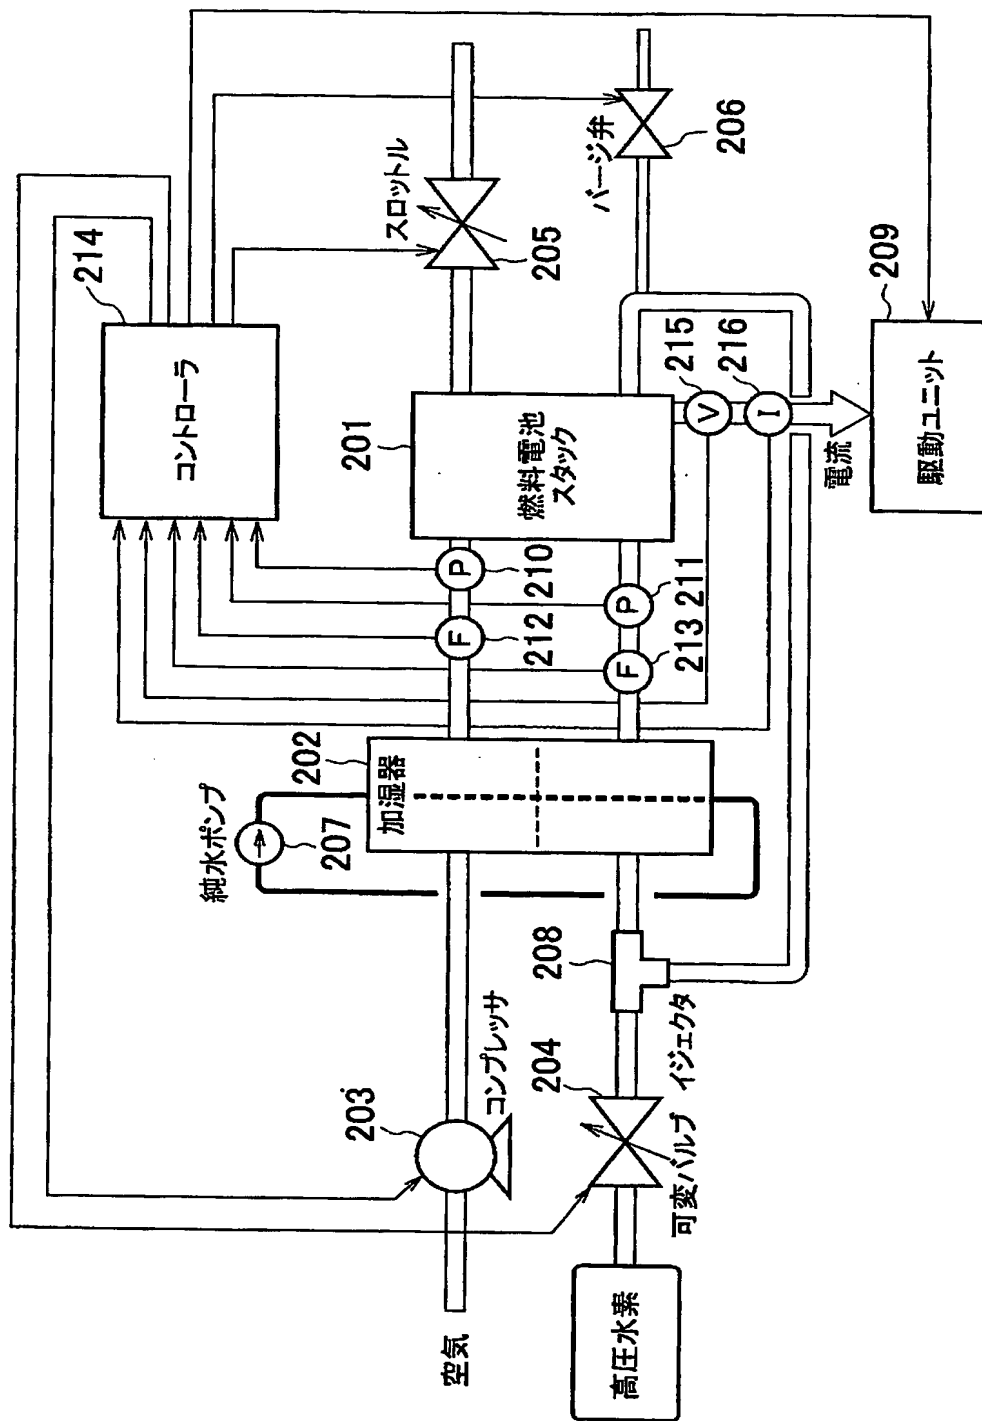 214
コントローラ
スロットル
205
パージ弁
206
209
駆動ユニット
215
216
V
I
電流
201
燃料電池
スタック
P
210
P
211
F
212
F
213
202
加湿器
純水ポンプ
207
208
イジェクタ
203
コンプレッサ
204
可変バルブ
空気
高圧水素